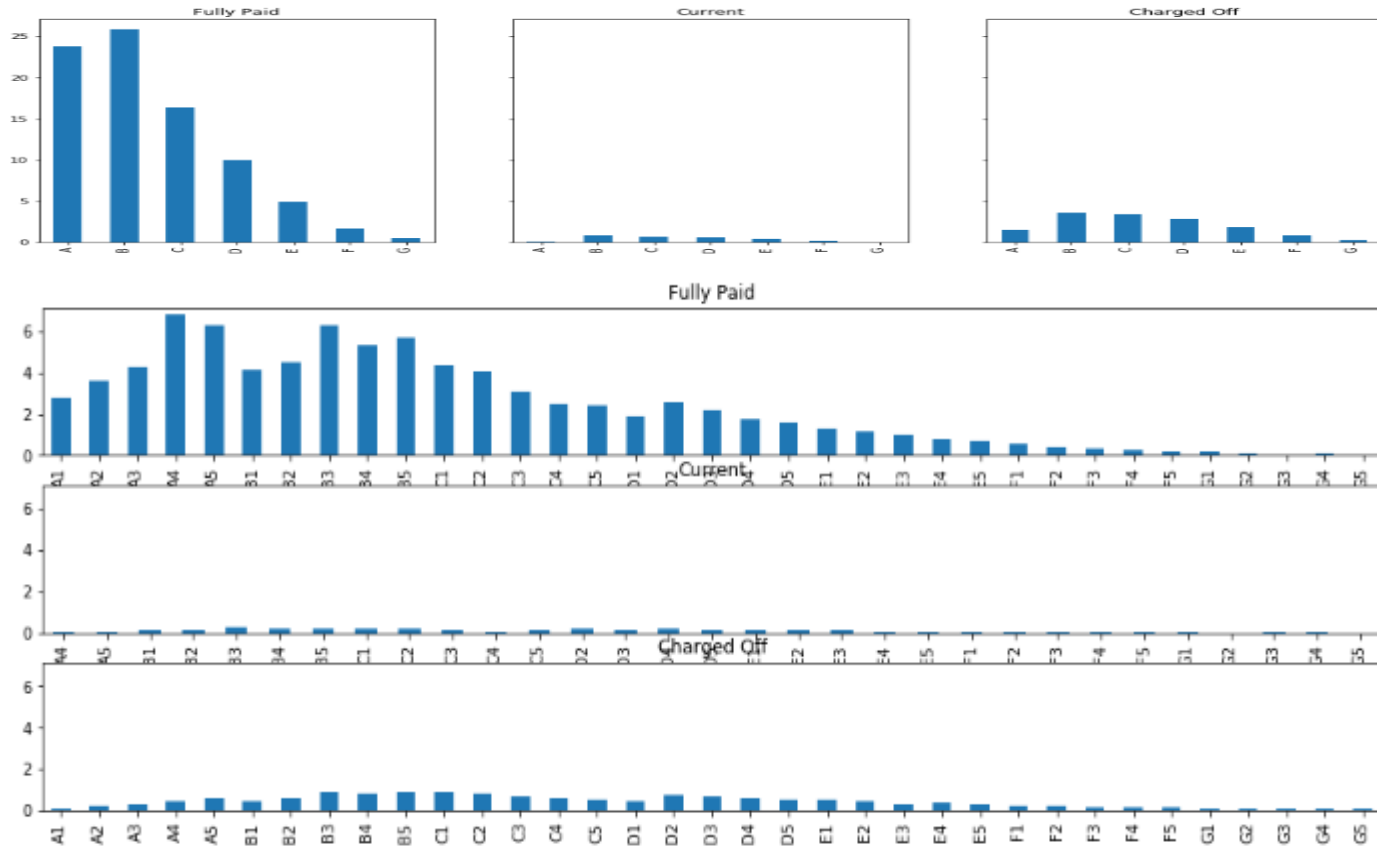 Fully Paid Current Charged Off
25
20
15
10
5
0
A B C D E F G A B C D E F G A B C D E F G
Fully Paid
6
4
2
0
A1 A2 A3 A4 A5 B1 B2 B3 B4 B5 C1 C2 C3 C4 C5 D1 D2 D3 D4 D5 E1 E2 E3 E4 E5 F1 F2 F3 F4 F5 G1 G2 G3 G4 G5
Current
6
4
2
0
A4 A5 B1 B2 B3 B4 B5 C1 C2 C3 C4 C5 D2 D3 D4 E2 E3 E4 E5 F1 F2 F3 F4 F5 G1 G2 G3 G4 G5
Charged Off
6
4
2
0
A1 A2 A3 A4 A5 B1 B2 B3 B4 B5 C1 C2 C3 C4 C5 D1 D2 D3 D4 D5 E1 E2 E3 E4 E5 F1 F2 F3 F4 F5 G1 G2 G3 G4 G5